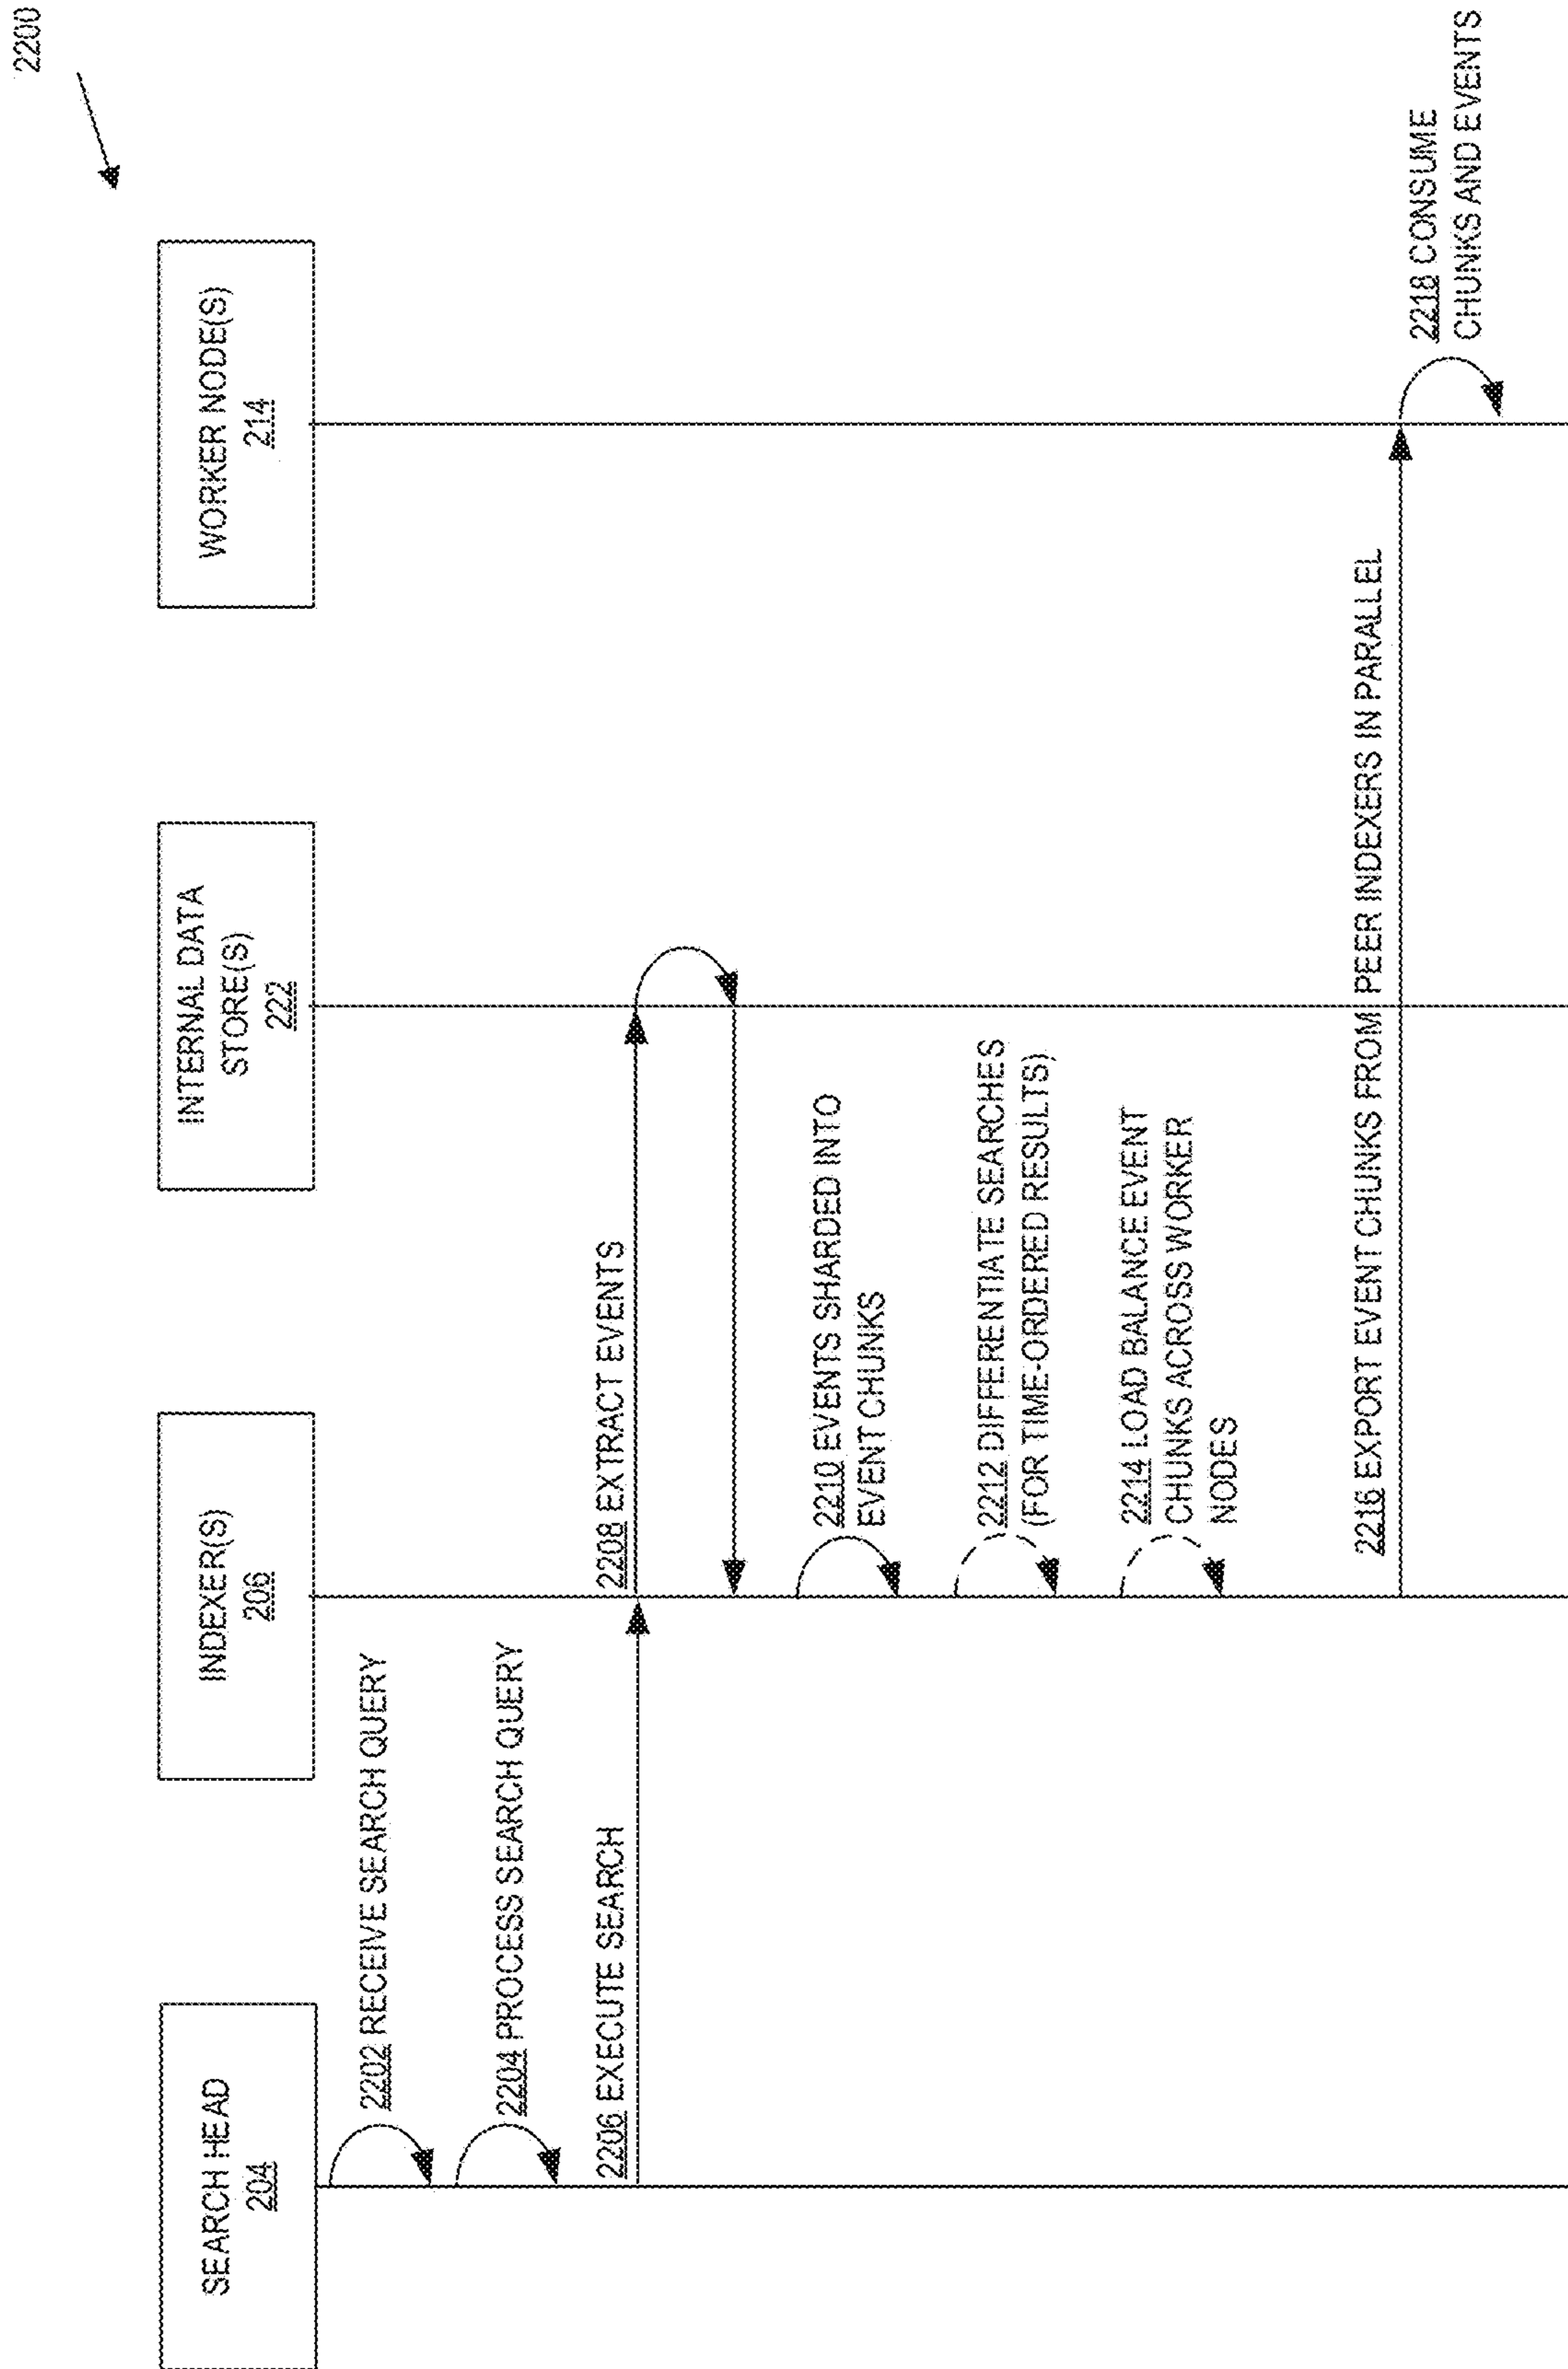 2200
SEARCH HEAD
204
INDEXER(S)
206
INTERNAL DATA
STORE(S)
222
WORKER NODE(S)
214
2202 RECEIVE SEARCH QUERY
2204 PROCESS SEARCH QUERY
2206 EXECUTE SEARCH
2208 EXTRACT EVENTS
2210 EVENTS SHARDED INTO
EVENT CHUNKS
2212 DIFFERENTIATE SEARCHES
(FOR TIME-ORDERED RESULTS)
2214 LOAD BALANCE EVENT
CHUNKS ACROSS WORKER
NODES
2216 EXPORT EVENT CHUNKS FROM PEER INDEXERS IN PARALLEL
2218 CONSUME
CHUNKS AND EVENTS